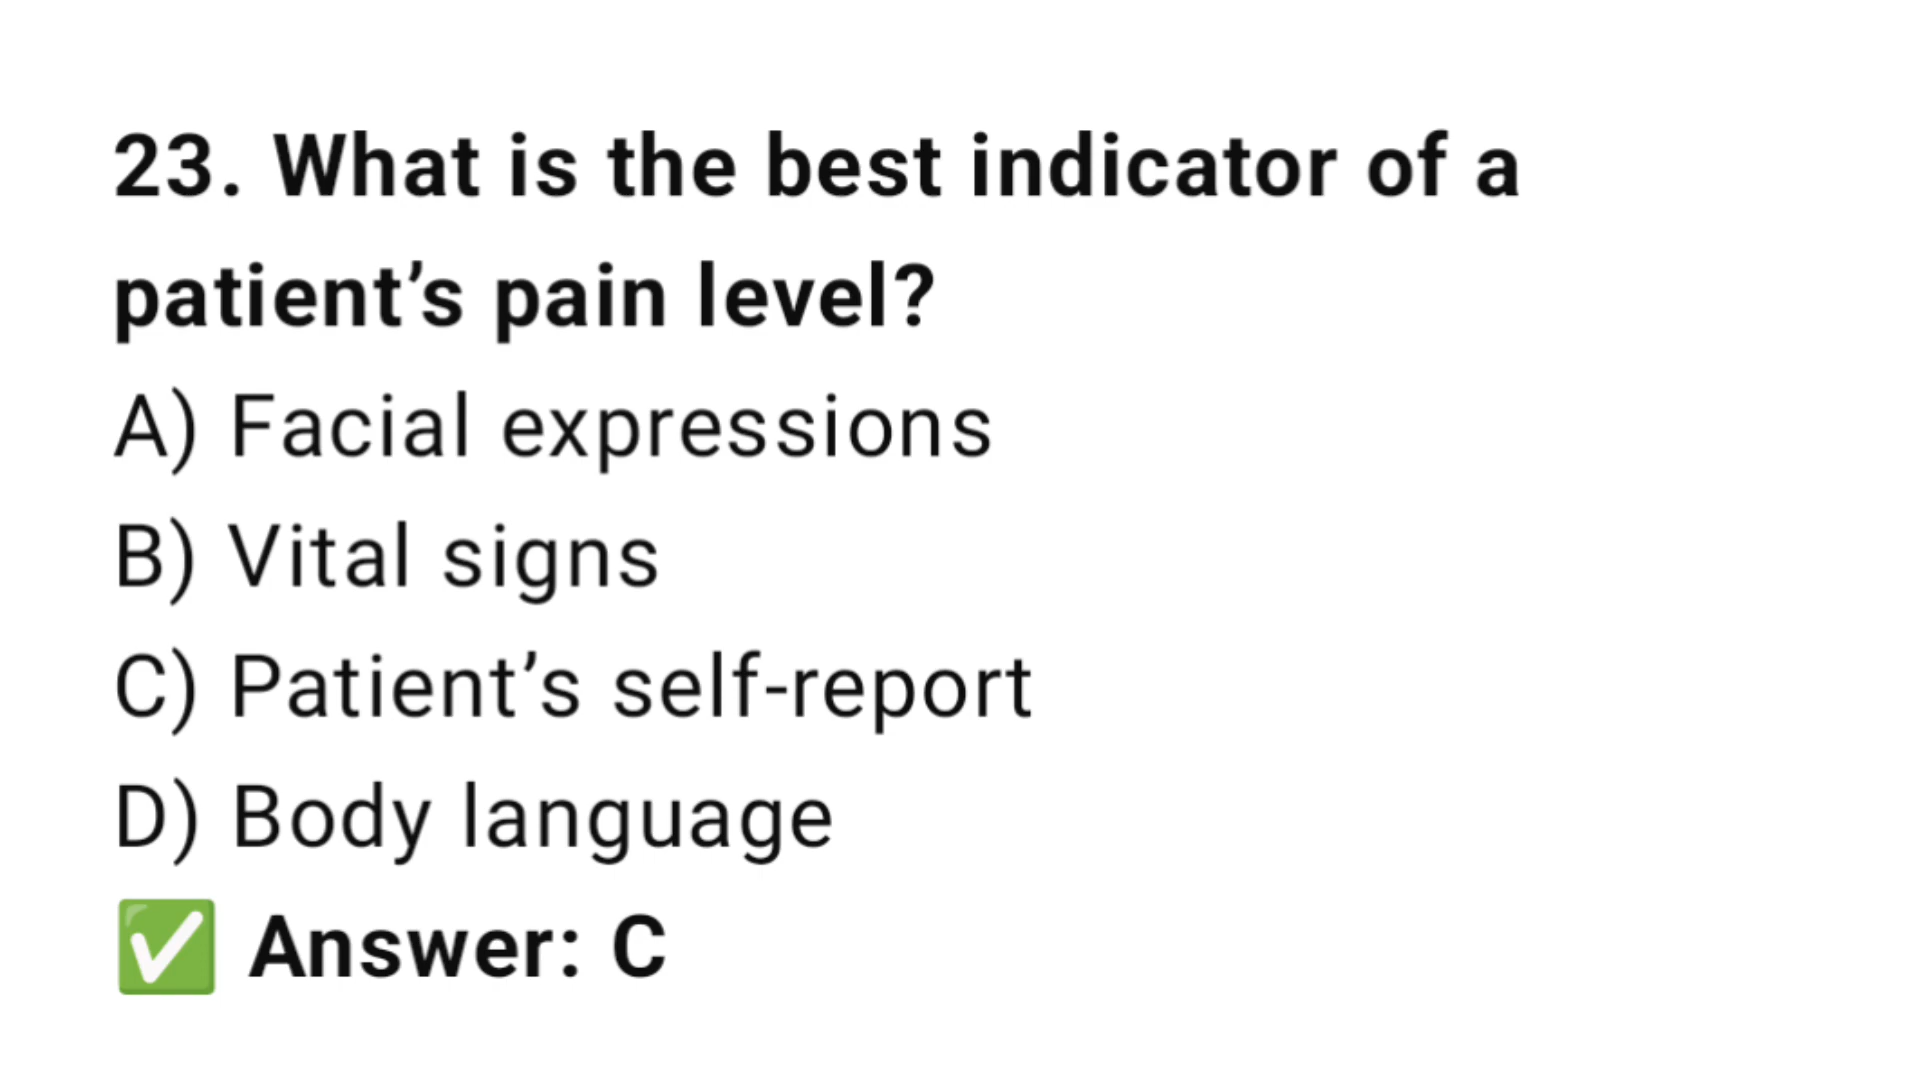 23. What is the best indicator of a
patient’s pain level?
A) Facial expressions
B) Vital signs
C) Patient’s self-report
D) Body language
✅ Answer: C